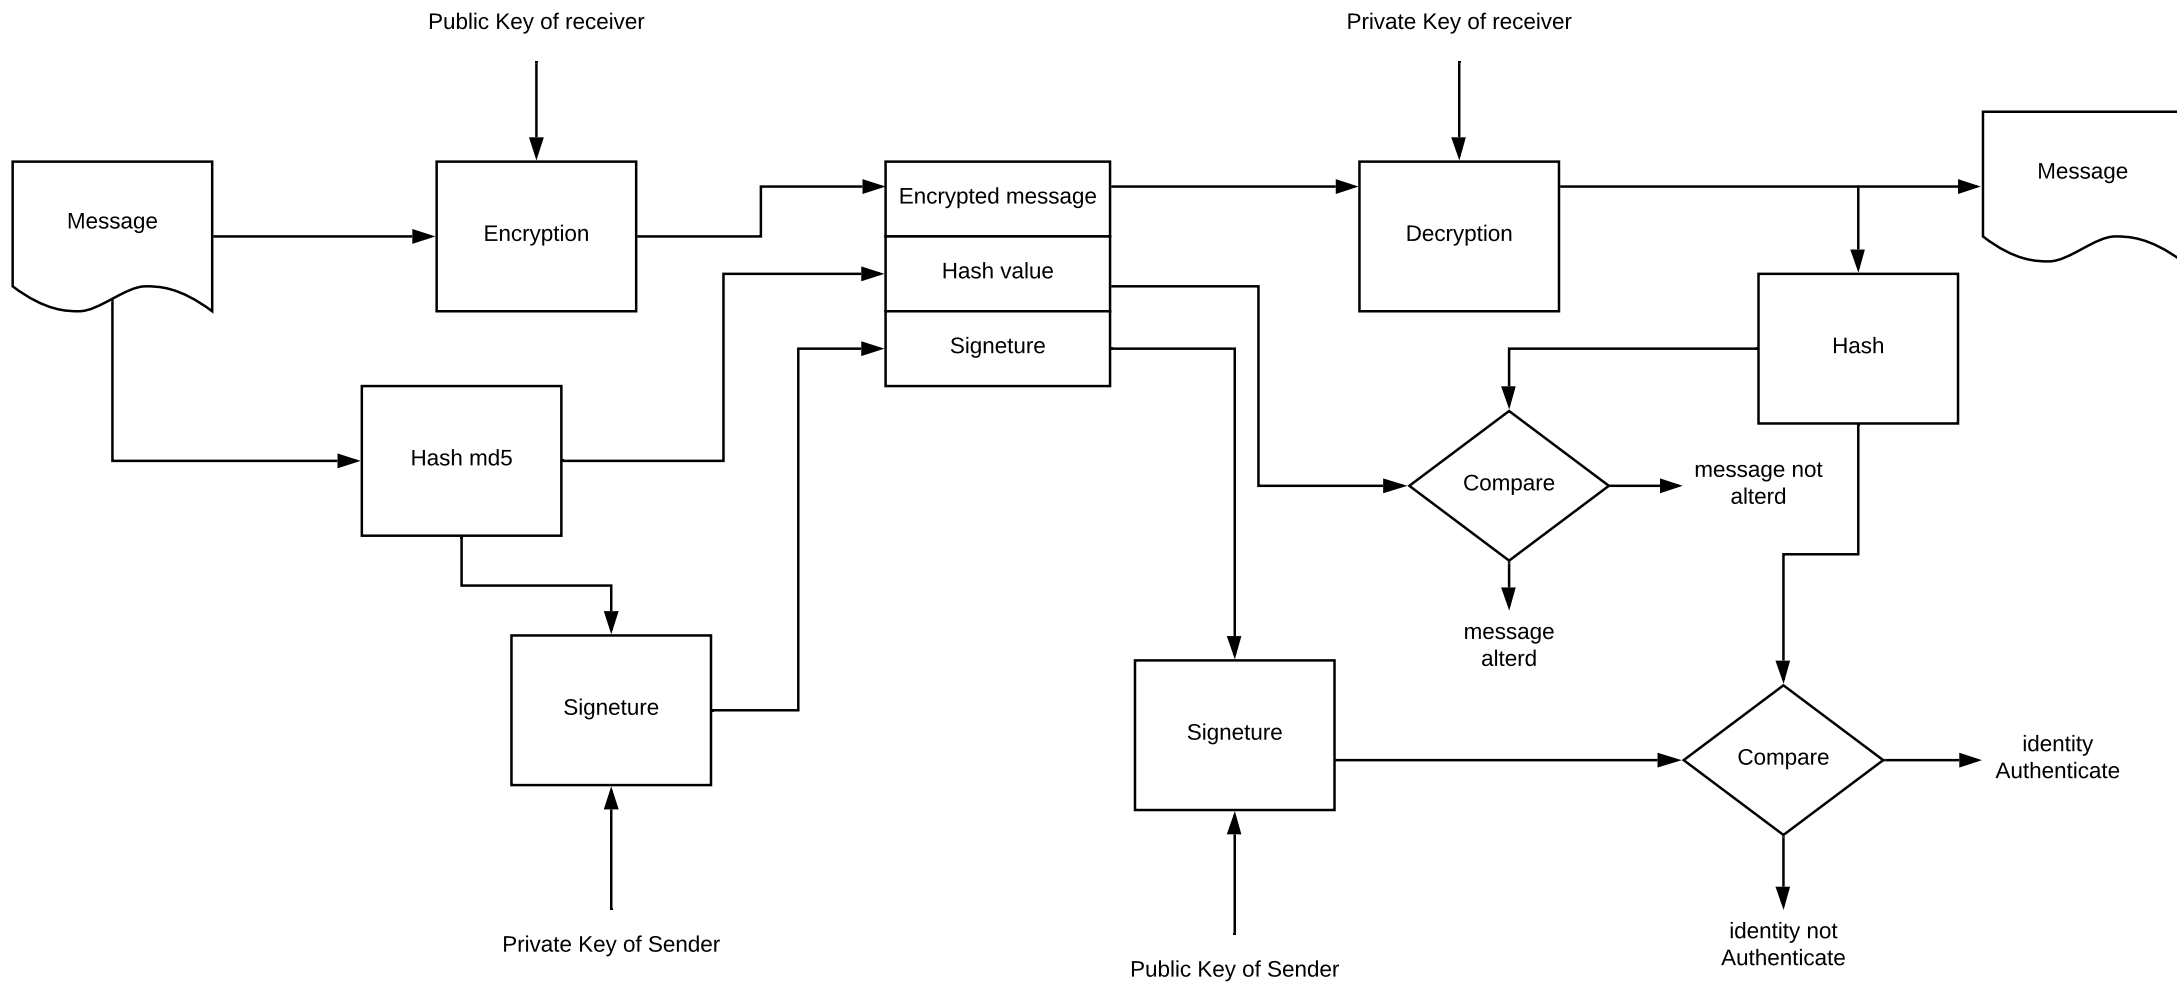 Public Key of receiver
Private Key of receiver
Message
Encryption
Encrypted message
Hash value
Signeture
Decryption
Message
Hash
Hash md5
Compare
message not
alterd
message
alterd
Signeture
Signeture
Compare
identity
Authenticate
identity not
Authenticate
Private Key of Sender
Public Key of Sender